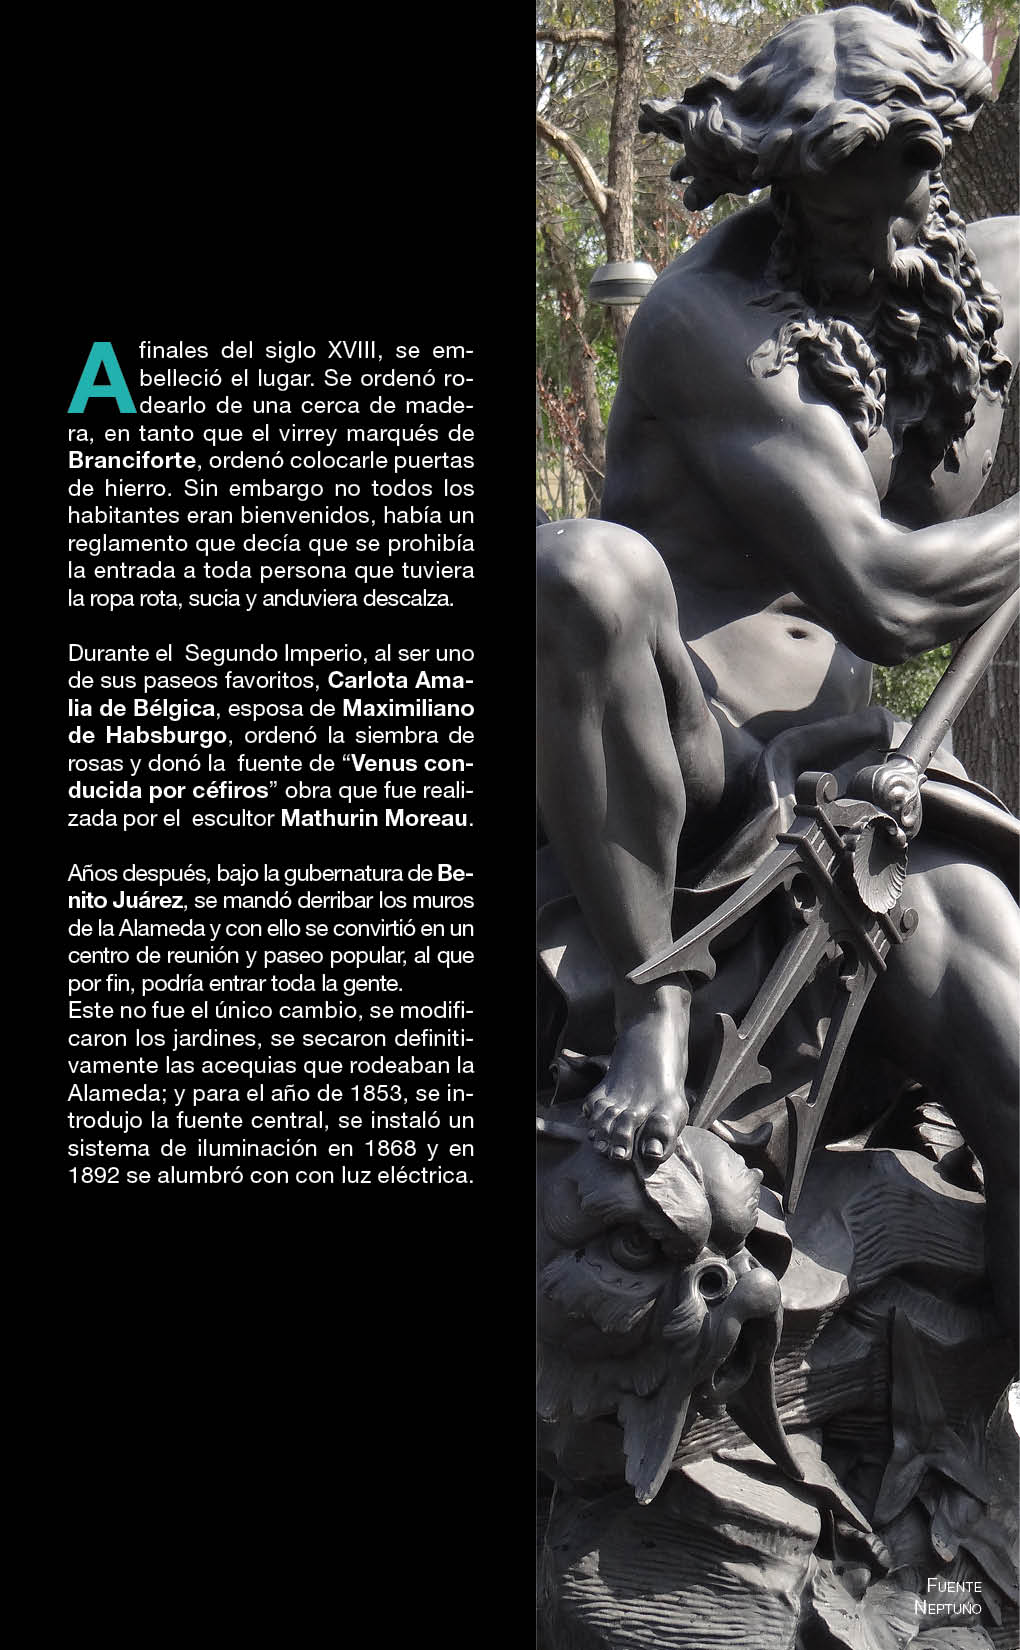 A finales del siglo XVIII, se em-
belleció el lugar. Se ordenó ro-
dearlo de una cerca de made-
ra, en tanto que el virrey marqués de
Branciforte, ordenó colocarle puertas
de hierro. Sin embargo no todos los
habitantes eran bienvenidos, había un
reglamento que decía que se prohibía
la entrada a toda persona que tuviera
la ropa rota, sucia y anduviera descalza.
Durante el Segundo Imperio, al ser uno
de sus paseos favoritos, Carlota Ama-
lia de Bélgica, esposa de Maximiliano
de Habsburgo, ordenó la siembra de
rosas y donó la fuente de “Venus con-
ducida por céfiros” obra que fue reali-
zada por el escultor Mathurin Moreau.
Años después, bajo la gubernatura de Be-
nito Juárez, se mandó derribar los muros
de la Alameda y con ello se convirtió en un
centro de reunión y paseo popular, al que
por fin, podría entrar toda la gente.
Este no fue el único cambio, se modifi-
caron los jardines, se secaron definiti-
vamente las acequias que rodeaban la
Alameda; y para el año de 1853, se in-
trodujo la fuente central, se instaló un
sistema de iluminación en 1868 y en
1892 se alumbró con con luz eléctrica.
Fuente
Neptuno